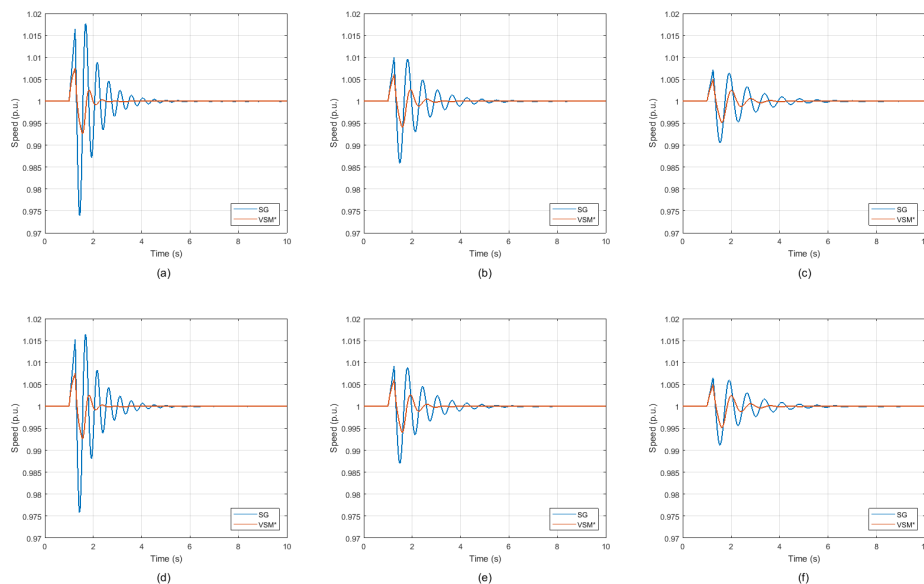 1.02 1.02 1.02
1.015 1.015 1.015
1.01 1.01 1.01
1.005 1.005 1.005
Speed (p.u.) Speed (p.u.) Speed (p.u.)
1 1 1
0.995 0.995 0.995
0.99 0.99 0.99
0.985 0.985 0.985
0.98 0.98 0.98
SG SG SG
0.975 0.975 0.975
VSM* VSM* VSM*
0.97 0.97 0.97
0 2 4 6 8 10 0 2 4 6 8 10 0 2 4 6 8 10
Time (s) Time (s) Time (s)
(a) (b) (c)
1.02 1.02 1.02
1.015 1.015 1.015
1.01 1.01 1.01
1.005 1.005 1.005
Speed (p.u.) Speed (p.u.) Speed (p.u.)
1 1 1
0.995 0.995 0.995
0.99 0.99 0.99
0.985 0.985 0.985
0.98 0.98 0.98
SG SG SG
0.975 0.975 0.975
VSM* VSM* VSM*
0.97 0.97 0.97
0 2 4 6 8 10 0 2 4 6 8 10 0 2 4 6 8 10
Time (s) Time (s) Time (s)
(d) (e) (f)